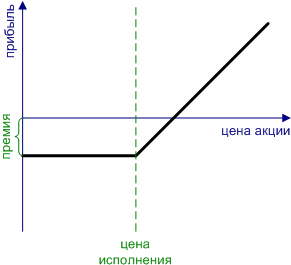 прибыль
премия
цена акции
цена
исполнения